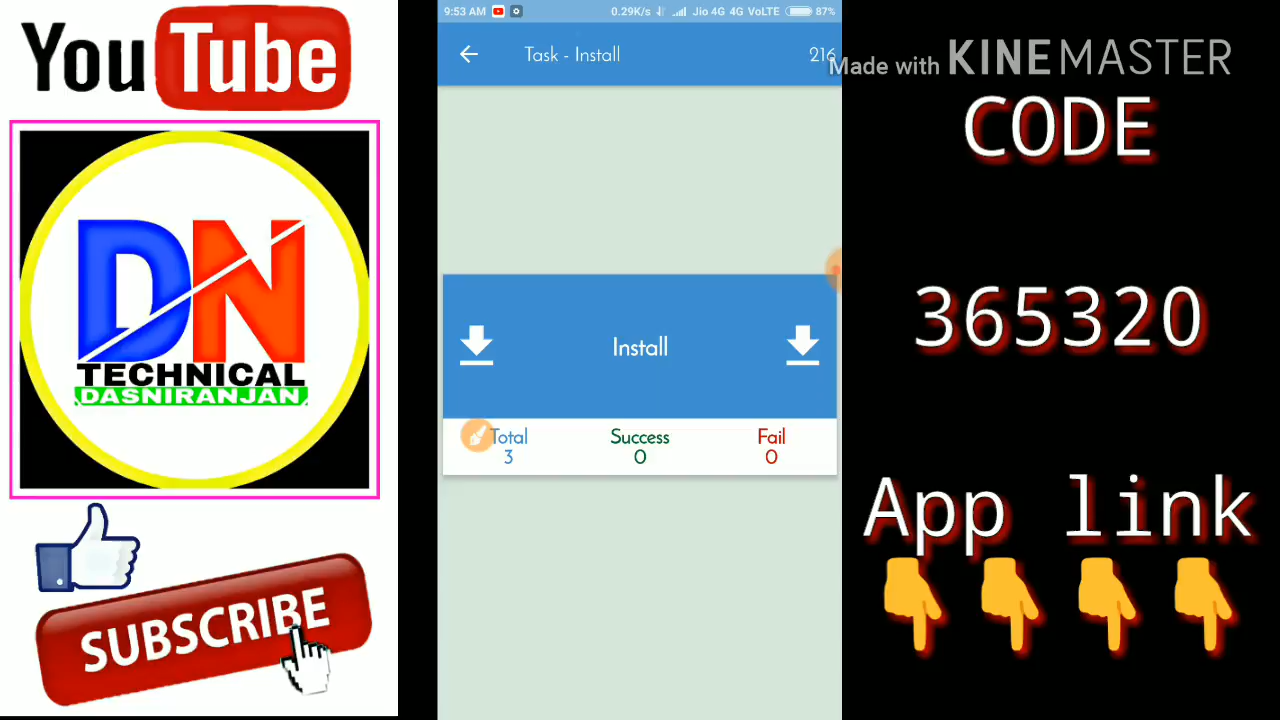 YouTube
DN
TECHNICAL
DASNIRANJAN
SUBSCRIBE
9:53 AM 0.29K/s Jio 4G 4G VoLTE 87%
Task - Install 216
Install
Total Success Fail
3 0 0
Made with KINEMASTER
CODE
365320
App link